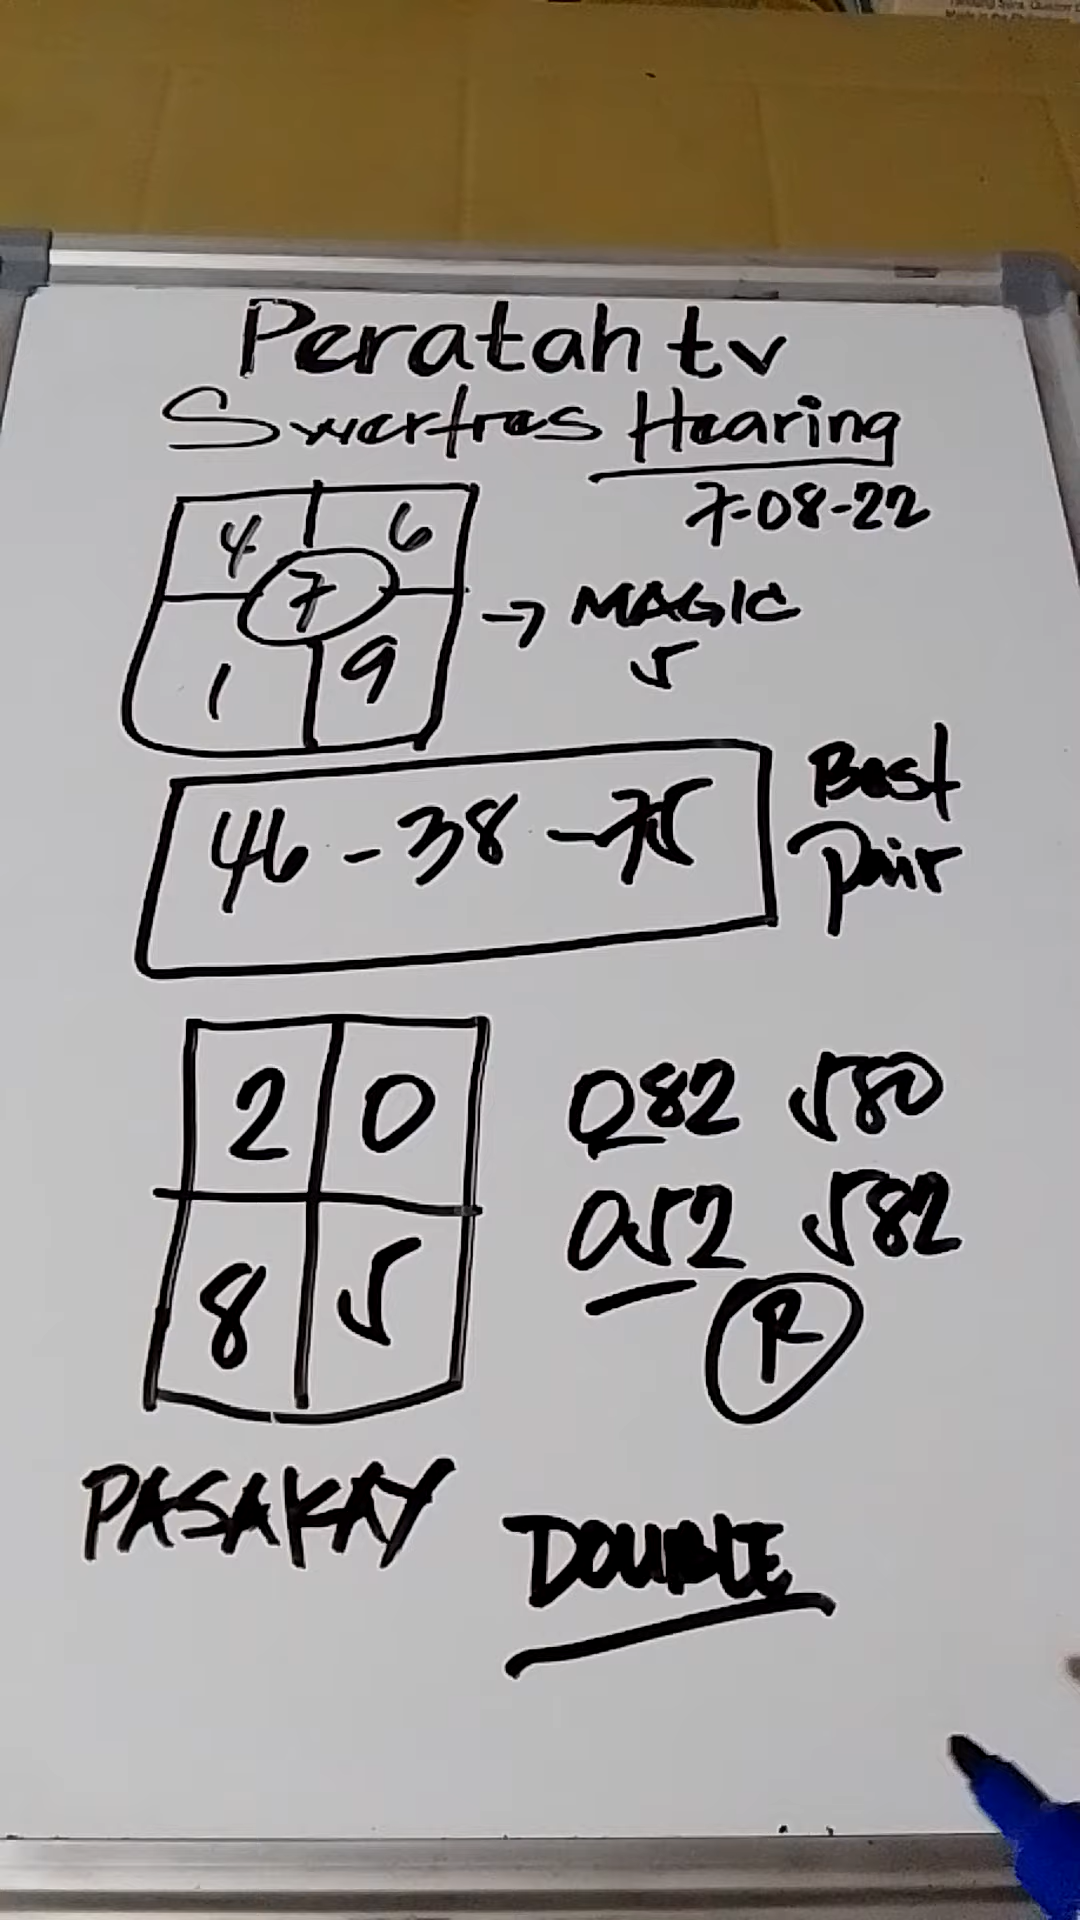 Peratah tv
Swertres Hearing
7-08-22
4 6
7
1 9
→ MAGIC
5
46 - 38 - 75
Best
Pair
2 0
8 5
082 580
052 582
R
PASAKAY
DOUBLE